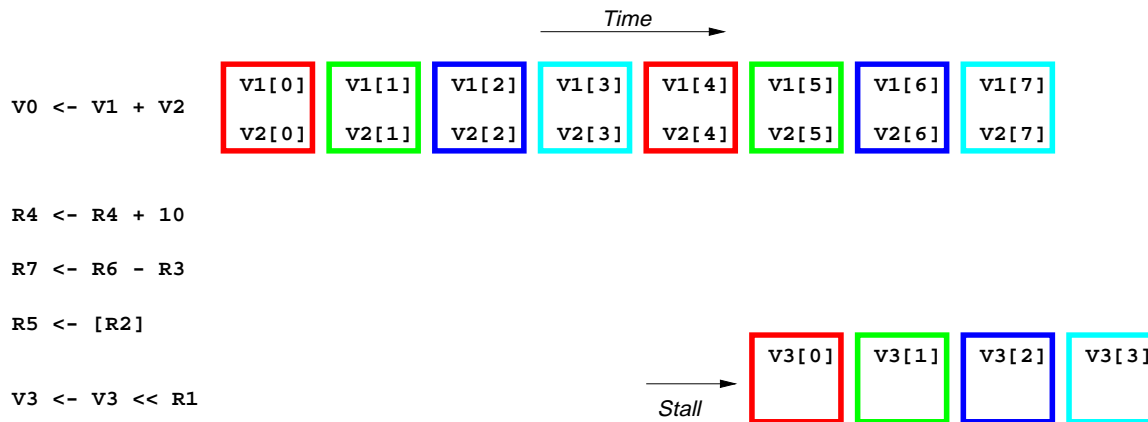 Time
V1[0] V1[1] V1[2] V1[3] V1[4] V1[5] V1[6] V1[7]
V0 <- V1 + V2
V2[0] V2[1] V2[2] V2[3] V2[4] V2[5] V2[6] V2[7]
R4 <- R4 + 10
R7 <- R6 - R3
R5 <- [R2]
V3[0] V3[1] V3[2] V3[3]
V3 <- V3 << R1
Stall